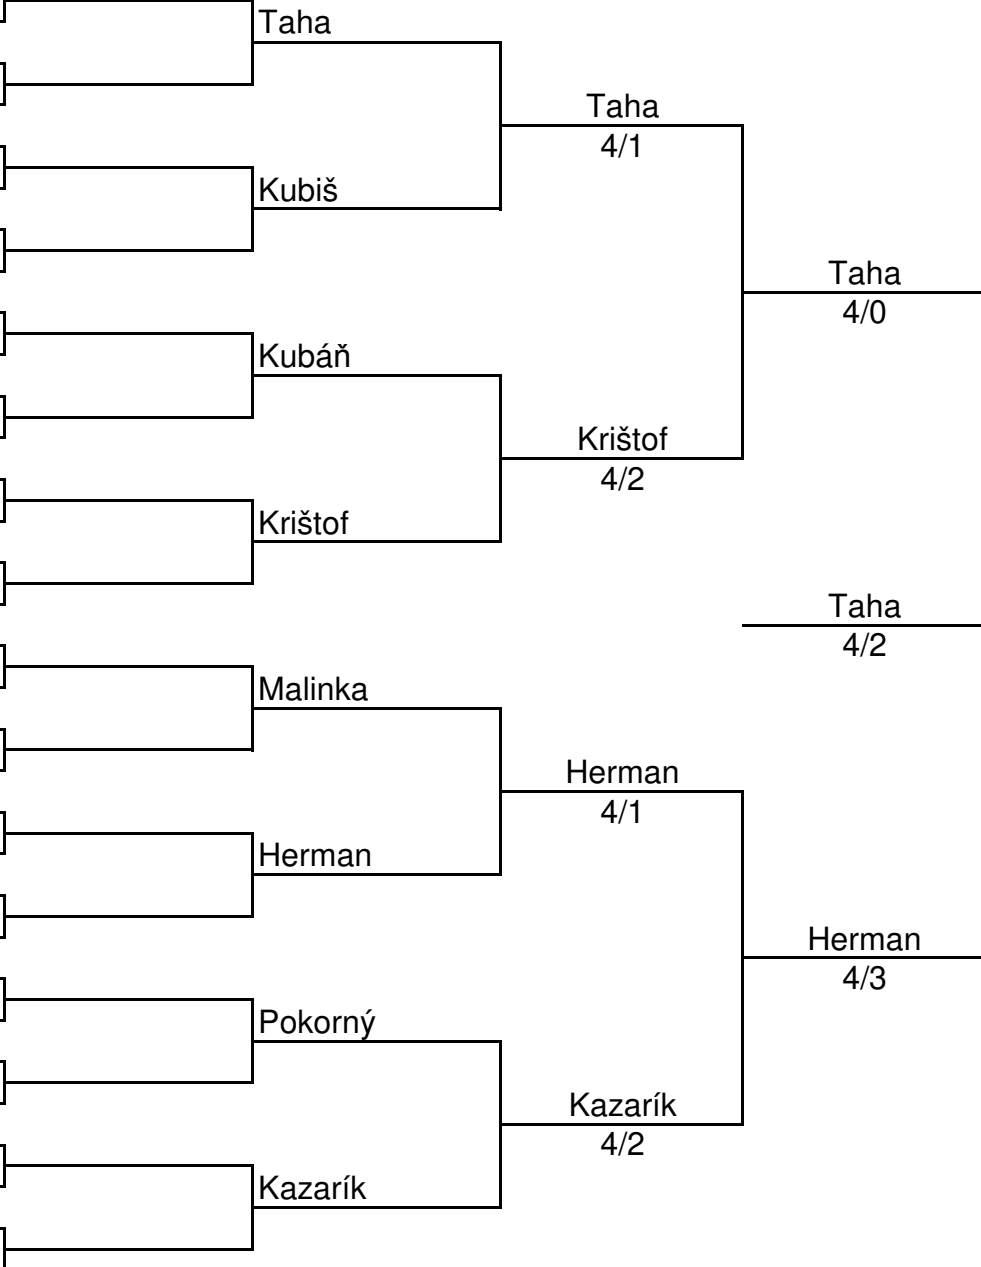 Taha
Taha
4/1
Kubiš
Taha
4/0
Kubáň
Krištof
4/2
Krištof
Taha
4/2
Malinka
Herman
4/1
Herman
Herman
4/3
Pokorný
Kazarík
4/2
Kazarík